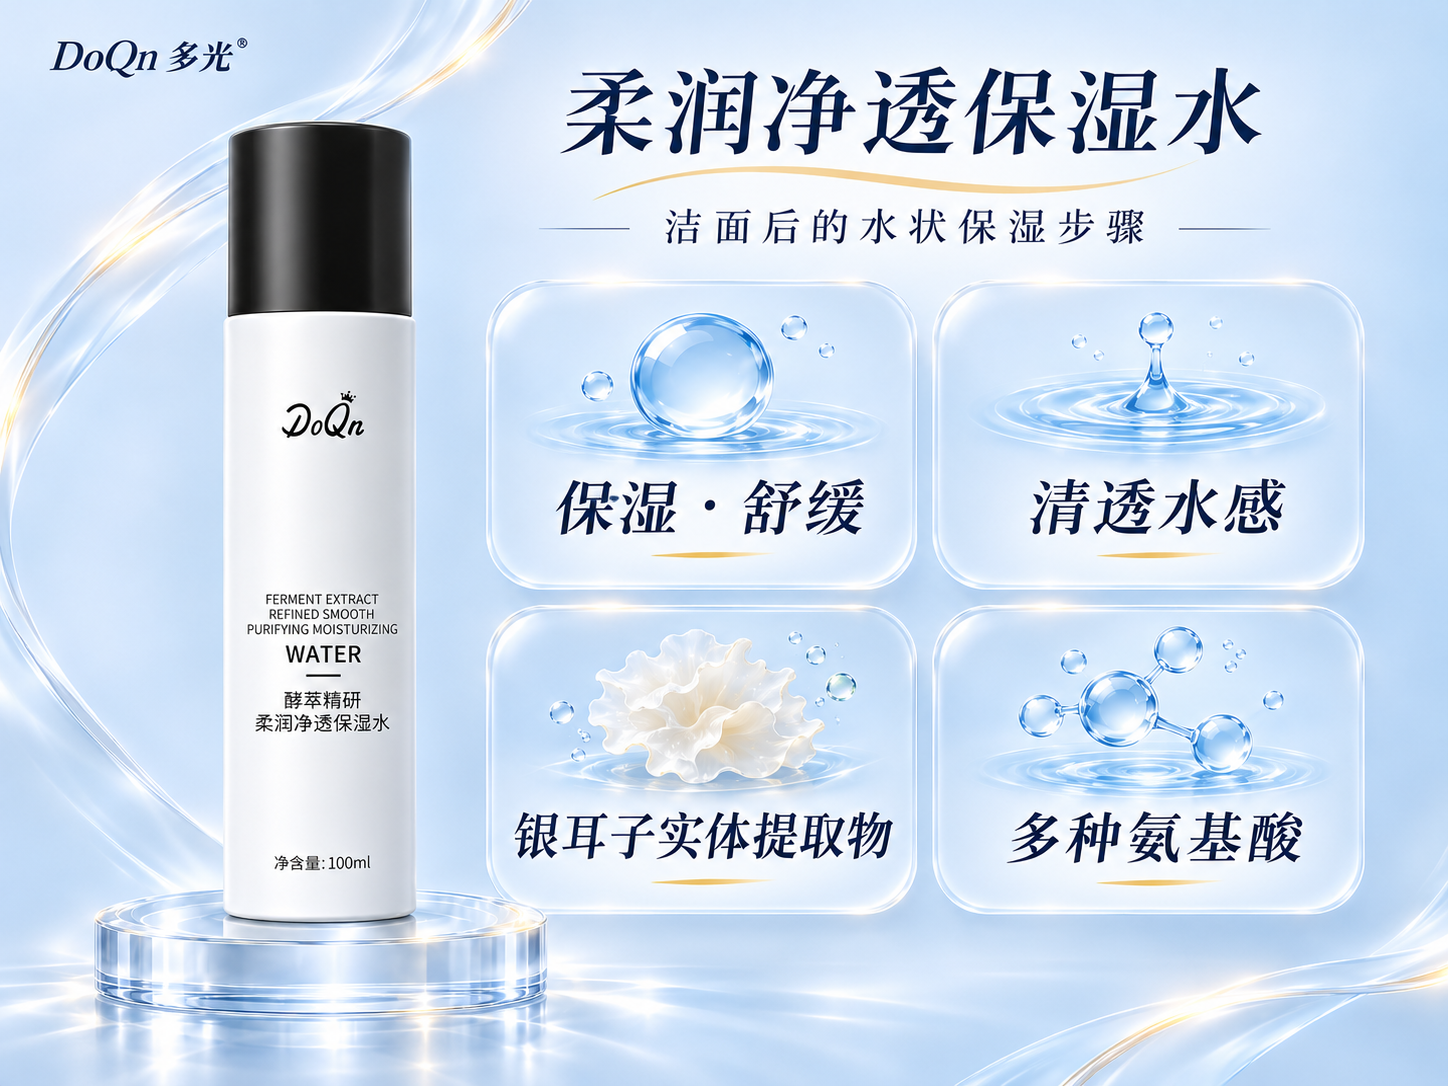 DoQn 多光®
柔润净透保湿水
洁面后的水状保湿步骤
保湿·舒缓
清透水感
银耳子实体提取物
多种氨基酸
DoQn
FERMENT EXTRACT
REFINED SMOOTH
PURIFYING MOISTURIZING
WATER
酵萃精研
柔润净透保湿水
净含量:100ml